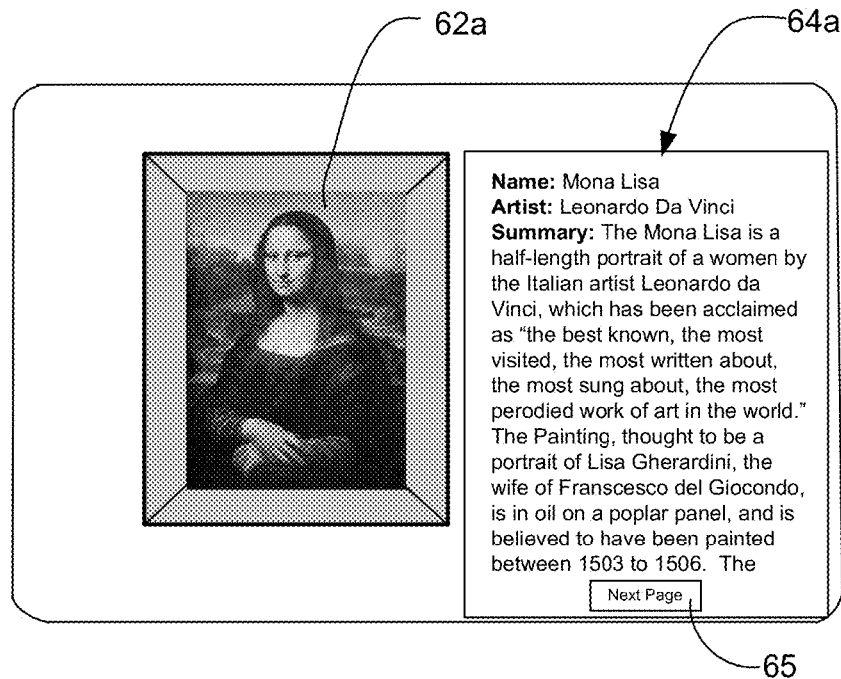 62a
64a
Name: Mona Lisa
Artist: Leonardo Da Vinci
Summary: The Mona Lisa is a
half-length portrait of a women by
the Italian artist Leonardo da
Vinci, which has been acclaimed
as “the best known, the most
visited, the most written about,
the most sung about, the most
perodied work of art in the world.”
The Painting, thought to be a
portrait of Lisa Gherardini, the
wife of Franscesco del Giocondo,
is in oil on a poplar panel, and is
believed to have been painted
between 1503 to 1506. The
Next Page
65